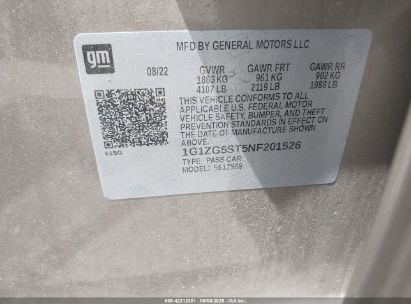 gm
MFD BY GENERAL MOTORS LLC
08/22 GVWR GAWR FRT GAWR RR
1803 KG 961 KG 902 KG
4107 LB 2119 LB 1988 LB
THIS VEHICLE CONFORMS TO ALL
APPLICABLE U.S. FEDERAL MOTOR
VEHICLE SAFETY, BUMPER, AND THEFT
PREVENTION STANDARDS IN EFFECT ON
THE DATE OF MANUFACTURE SHOWN
ABOVE.
1G1ZG5ST5NF201526
TYPE: PASS CAR
MODEL: